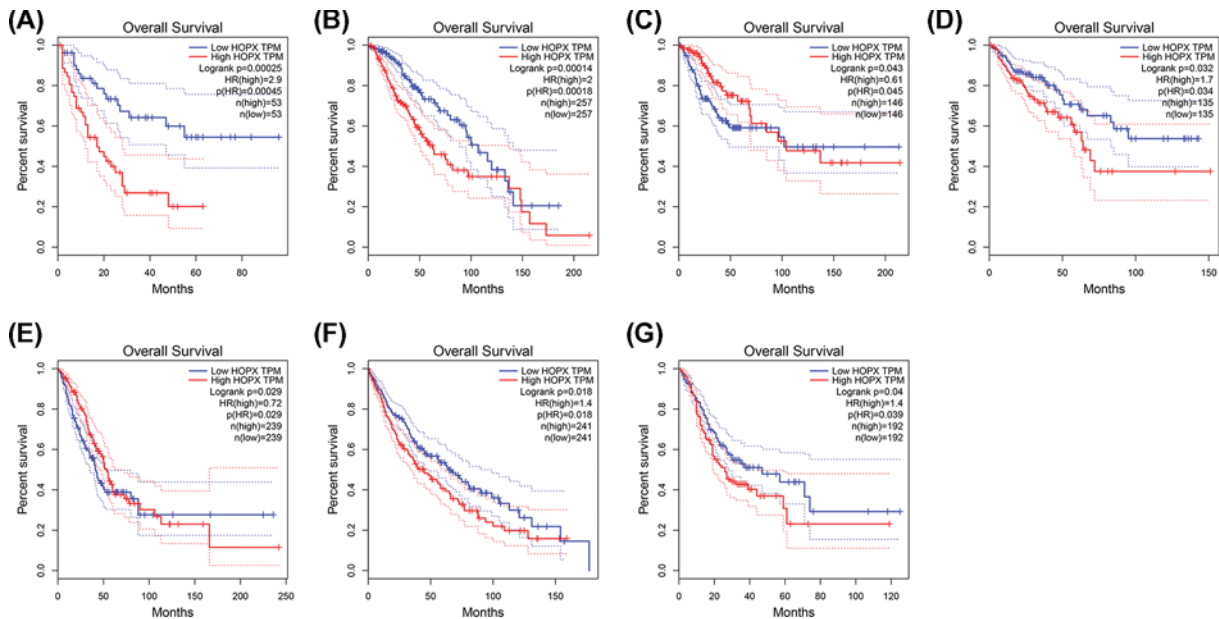 (A)
Overall Survival
Low HOPX TPM
High HOPX TPM
Logrank p=0.00025
HR(high)=2.9
p(HR)=0.00045
n(high)=53
n(low)=53
Percent survival
0.0 0.2 0.4 0.6 0.8 1.0
0 20 40 60 80
Months
(B)
Overall Survival
Low HOPX TPM
High HOPX TPM
Logrank p=0.00014
HR(high)=2
p(HR)=0.00018
n(high)=257
n(low)=257
Percent survival
0.0 0.2 0.4 0.6 0.8 1.0
0 50 100 150 200
Months
(C)
Overall Survival
Low HOPX TPM
High HOPX TPM
Logrank p=0.043
HR(high)=0.61
p(HR)=0.045
n(high)=146
n(low)=146
Percent survival
0.0 0.2 0.4 0.6 0.8 1.0
0 50 100 150 200
Months
(D)
Overall Survival
Low HOPX TPM
High HOPX TPM
Logrank p=0.032
HR(high)=1.7
p(HR)=0.034
n(high)=135
n(low)=135
Percent survival
0.0 0.2 0.4 0.6 0.8 1.0
0 50 100 150
Months
(E)
Overall Survival
Low HOPX TPM
High HOPX TPM
Logrank p=0.029
HR(high)=0.72
p(HR)=0.029
n(high)=239
n(low)=239
Percent survival
0.0 0.2 0.4 0.6 0.8 1.0
0 50 100 150 200 250
Months
(F)
Overall Survival
Low HOPX TPM
High HOPX TPM
Logrank p=0.018
HR(high)=1.4
p(HR)=0.018
n(high)=241
n(low)=241
Percent survival
0.0 0.2 0.4 0.6 0.8 1.0
0 50 100 150
Months
(G)
Overall Survival
Low HOPX TPM
High HOPX TPM
Logrank p=0.04
HR(high)=1.4
p(HR)=0.039
n(high)=192
n(low)=192
Percent survival
0.0 0.2 0.4 0.6 0.8 1.0
0 20 40 60 80 100 120
Months